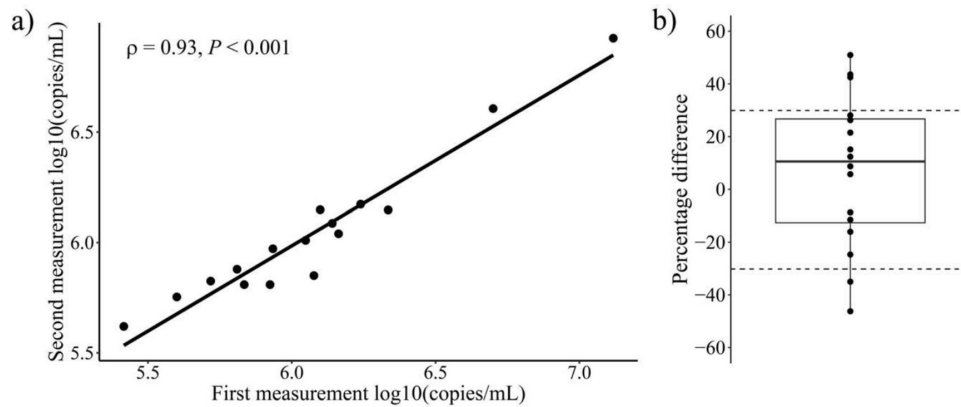 a)
ρ = 0.93, P < 0.001
Second measurement log10(copies/mL)
6.5
6.0
5.5
5.5 6.0 6.5 7.0
First measurement log10(copies/mL)
b)
Percentage difference
60
40
20
0
−20
−40
−60